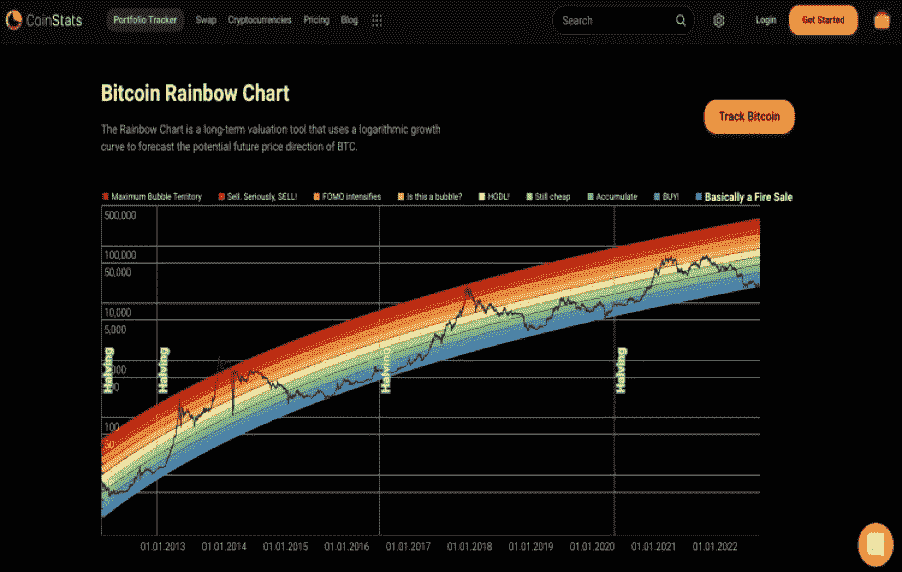 CoinStats
Portfolio Tracker Swap Cryptocurrencies Pricing Blog
Search
Login
Get Started
Bitcoin Rainbow Chart
The Rainbow Chart is a long-term valuation tool that uses a logarithmic growth
curve to forecast the potential future price direction of BTC.
Track Bitcoin
Maximum Bubble Territory Sell. Seriously, SELL! FOMO intensifies Is this a bubble? HODL! Still cheap Accumulate BUY! Basically a Fire Sale
500,000
100,000
50,000
10,000
5,000
100
50
Halving Halving Halving Halving
01.01.2013 01.01.2014 01.01.2015 01.01.2016 01.01.2017 01.01.2018 01.01.2019 01.01.2020 01.01.2021 01.01.2022